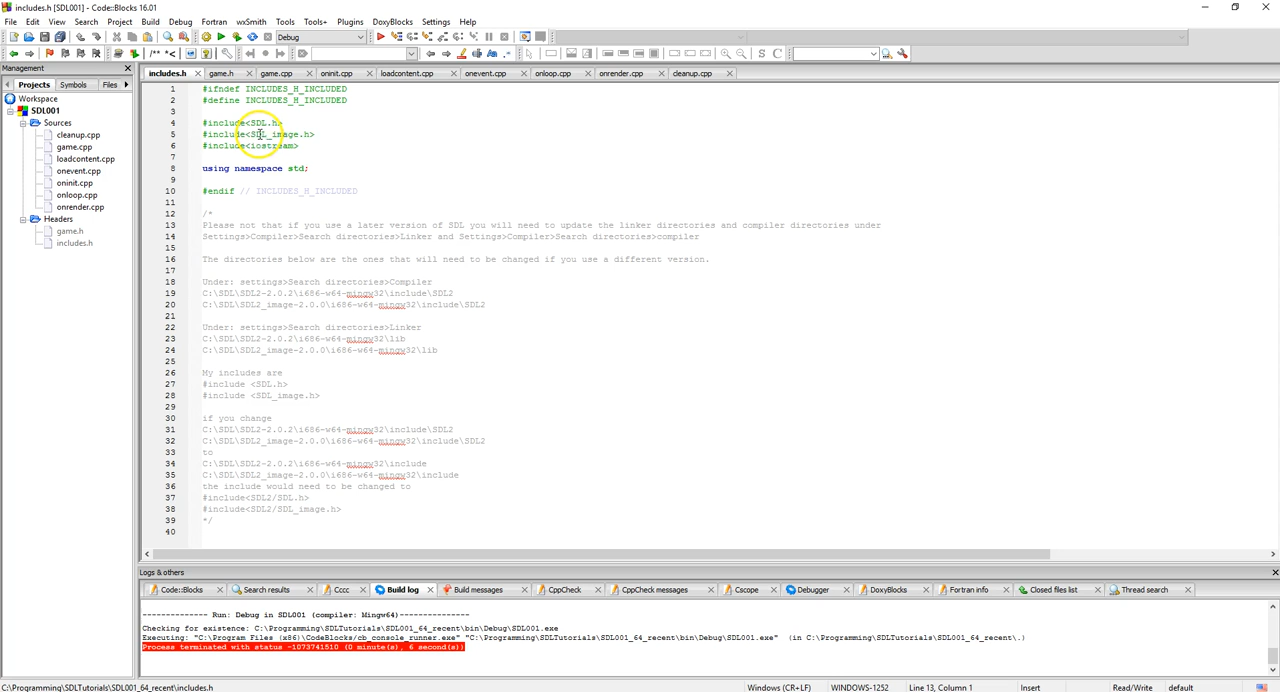 includes.h [SDL001] - Code::Blocks 16.01
File Edit View Search Project Build Debug Fortran wxSmith Tools Tools+ Plugins DoxyBlocks Settings Help
Debug
Management
Projects Symbols Files
includes.h game.h game.cpp oninit.cpp loadcontent.cpp onevent.cpp onloop.cpp onrender.cpp cleanup.cpp
Workspace
SDL001
Sources
cleanup.cpp
game.cpp
loadcontent.cpp
onevent.cpp
oninit.cpp
onloop.cpp
onrender.cpp
Headers
game.h
includes.h
1 #ifndef INCLUDES_H_INCLUDED
2 #define INCLUDES_H_INCLUDED
3
4 #include<SDL.h>
5 #include<SDL_image.h>
6 #include<iostream>
7
8 using namespace std;
9
10 #endif // INCLUDES_H_INCLUDED
11
12 /*
13 Please not that if you use a later version of SDL you will need to update the linker directories and compiler directories under
14 Settings>Compiler>Search directories>Linker and Settings>Compiler>Search directories>compiler
15
16 The directories below are the ones that will need to be changed if you use a different version.
17
18 Under: settings>Search directories>Compiler
19 C:\SDL\SDL2-2.0.2\i686-w64-mingw32\include\SDL2
20 C:\SDL\SDL2_image-2.0.0\i686-w64-mingw32\include\SDL2
21
22 Under: settings>Search directories>Linker
23 C:\SDL\SDL2-2.0.2\i686-w64-mingw32\lib
24 C:\SDL\SDL2_image-2.0.0\i686-w64-mingw32\lib
25
26 My includes are
27 #include <SDL.h>
28 #include <SDL_image.h>
29
30 if you change
31 C:\SDL\SDL2-2.0.2\i686-w64-mingw32\include\SDL2
32 C:\SDL\SDL2_image-2.0.0\i686-w64-mingw32\include\SDL2
33 to
34 C:\SDL\SDL2-2.0.2\i686-w64-mingw32\include
35 C:\SDL\SDL2_image-2.0.0\i686-w64-mingw32\include
36 the include would need to be changed to
37 #include<SDL2/SDL.h>
38 #include<SDL2/SDL_image.h>
39 */
40
Logs & others
Code::Blocks Search results Cccc Build log Build messages CppCheck CppCheck messages Cscope Debugger DoxyBlocks Fortran info Closed files list Thread search
-------------- Run: Debug in SDL001 (compiler: Mingw64)---------------
Checking for existence: C:\Programming\SDLTutorials\SDL001_64_recent\bin\Debug\SDL001.exe
Executing: "C:\Program Files (x86)\CodeBlocks/cb_console_runner.exe" "C:\Programming\SDLTutorials\SDL001_64_recent\bin\Debug\SDL001.exe"  (in C:\Programming\SDLTutorials\SDL001_64_recent\.)
Process terminated with status -1073741510 (0 minute(s), 6 second(s))
C:\Programming\SDLTutorials\SDL001_64_recent\includes.h Windows (CR+LF) WINDOWS-1252 Line 13, Column 1 Insert Read/Write default